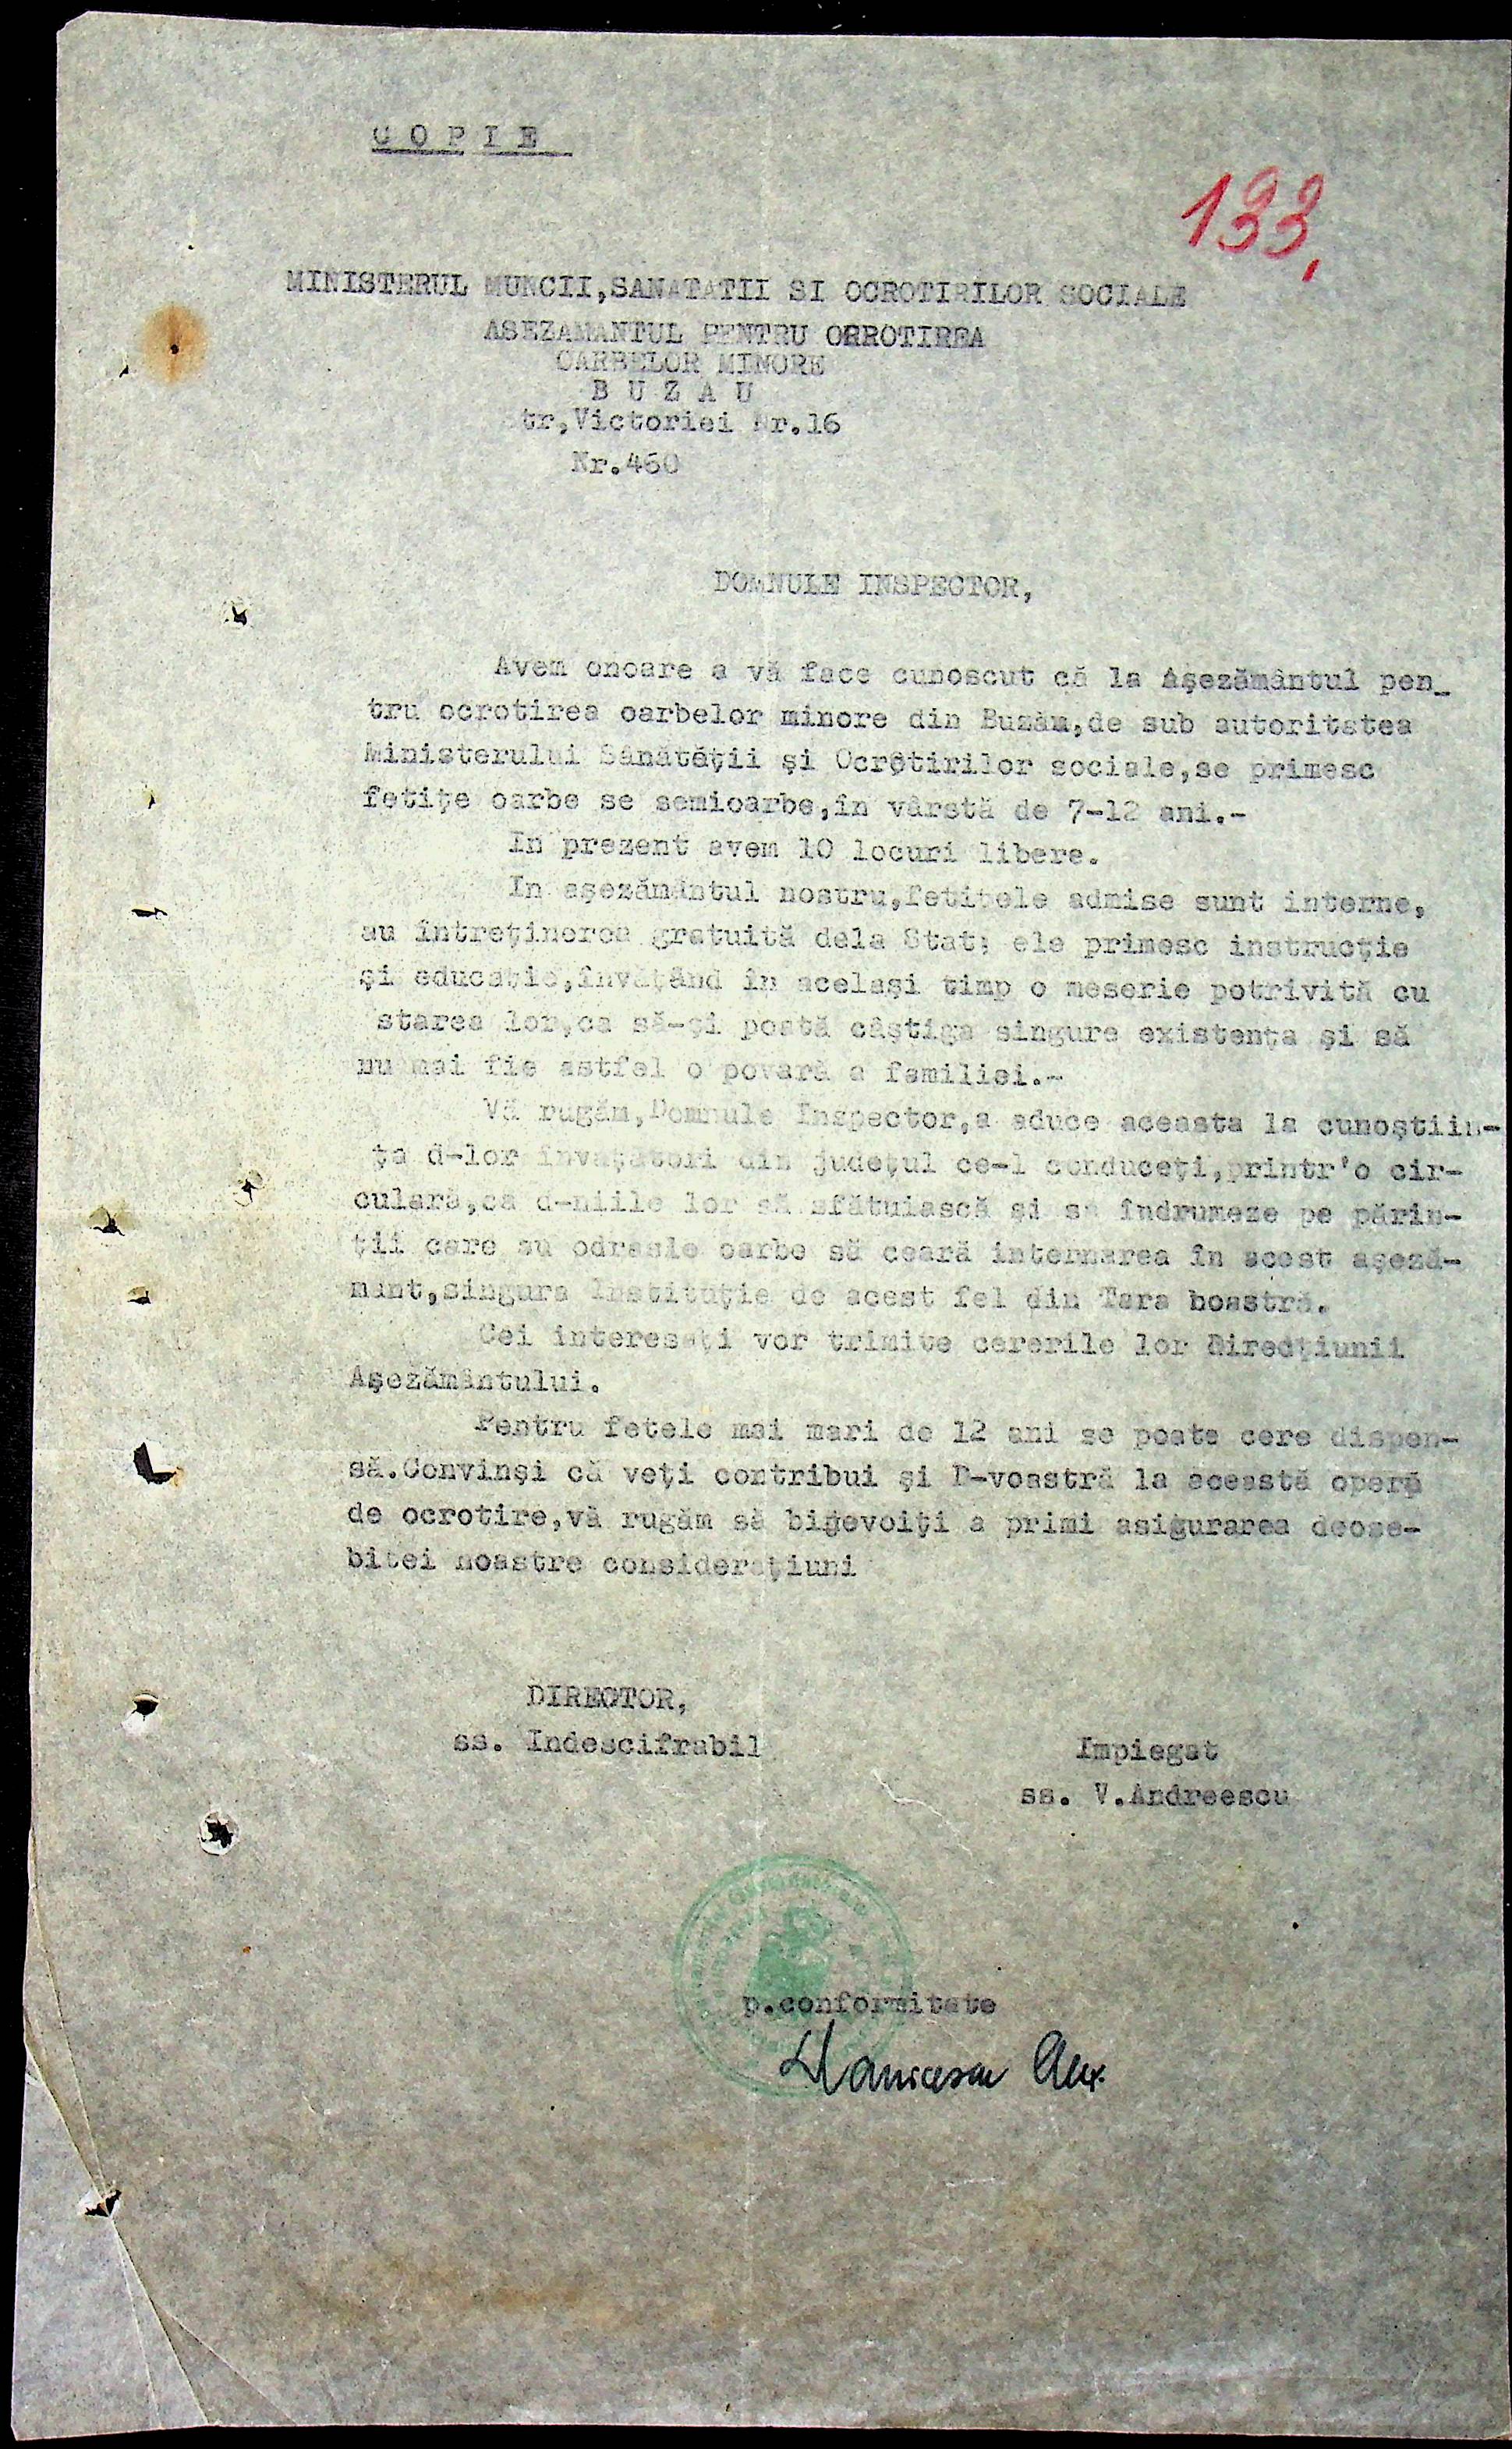 C O P I E
133.
MINISTERUL MUNCII,SANATATII SI OCROTIRILOR SOCIALE
ASEZAMANTUL PENTRU ORROTIREA
OARBELOR MINORE
B U Z A U
tr,Victoriei Nr.16
Nr.460
DOMNULE INSPECTOR,
Avem onoare a vă face cunoscut că la Aşezământul pen_
tru ocrotirea oarbelor minore din Buzău,de sub autoritatea
Ministerului Sănătăţii şi Ocrotirilor sociale,se primesc
fetiţe oarbe se semioarbe,în vârstă de 7-12 ani.-
In prezent avem 10 locuri libere.
In aşezământul nostru,fetitele admise sunt interne,
au întreţinerea gratuită dela Stat; ele primesc instrucţie
şi educaţie,învăţând în acelaşi timp o meserie potrivită cu
starea lor,ca să-şi poată câştiga singure existenţa şi să
nu mai fie astfel o povară a familiei.-
Vă rugăm,Domnule Inspector,a aduce aceasta la cunoştiin-
ţa d-lor învaţatori din judeţul ce-l conduceţi,printr'o cir-
culară,ca d-niile lor să sfătuiască şi sa îndrumeze pe părin-
ţii care au odrasle oarbe să ceară internarea în acest aşeză-
mant,singura Instituţie de acest fel din Tara noastră.
Cei interesaţi vor trimite cererile lor Direcţiunii
Aşezământului.
Pentru fetele mai mari de 12 ani se poate cere dispen-
să.Convinşi că veţi contribui şi D-voastră la această operă
de ocrotire,vă rugăm să binevoiţi a primi asigurarea deose-
bitei noastre consideraţiuni
DIRECTOR,
ss. Indescifrabil
Impiegat
ss. V.Andreescu
p.conformitate